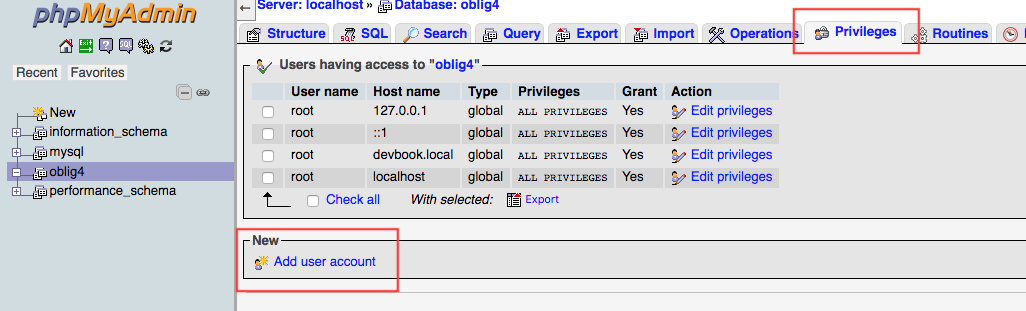 phpMyAdmin
Recent Favorites
New
information_schema
mysql
oblig4
performance_schema
Server: localhost » Database: oblig4
Structure SQL Search Query Export Import Operations Privileges Routines
Users having access to "oblig4"
User name Host name Type Privileges Grant Action
root 127.0.0.1 global ALL PRIVILEGES Yes Edit privileges
root ::1 global ALL PRIVILEGES Yes Edit privileges
root devbook.local global ALL PRIVILEGES Yes Edit privileges
root localhost global ALL PRIVILEGES Yes Edit privileges
Check all With selected: Export
New
Add user account